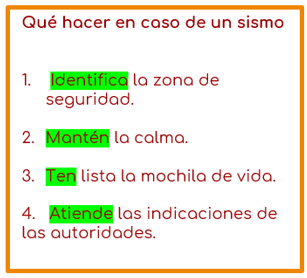 Qué hacer en caso de un sismo
1. Identifica la zona de
seguridad.
2. Mantén la calma.
3. Ten lista la mochila de vida.
4. Atiende las indicaciones de
las autoridades.